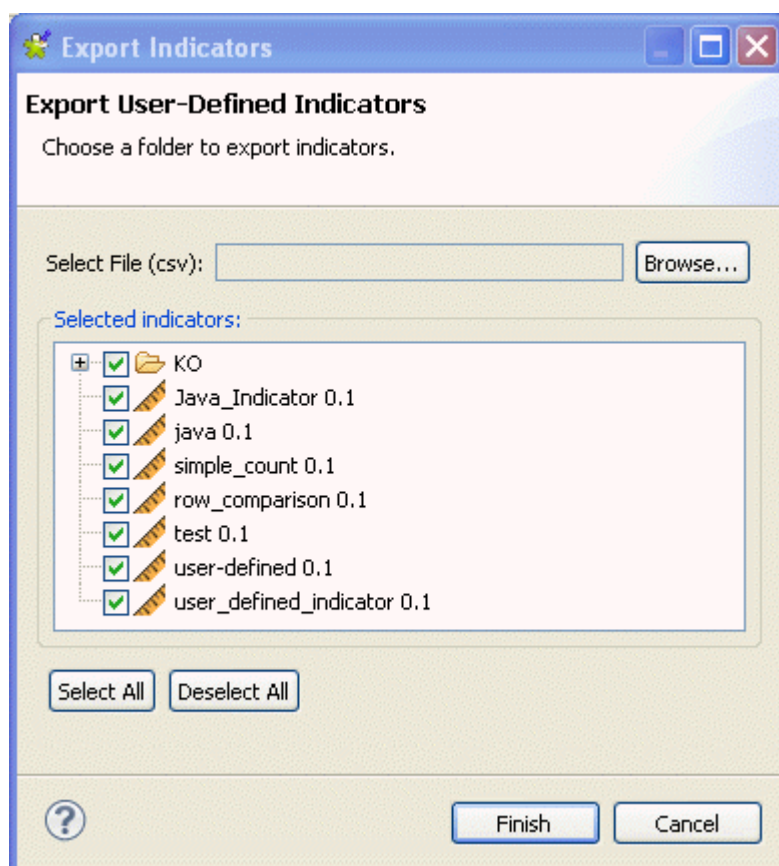 Export Indicators
Export User-Defined Indicators
Choose a folder to export indicators.
Select File (csv): Browse...
Selected indicators:
KO
Java_Indicator 0.1
java 0.1
simple_count 0.1
row_comparison 0.1
test 0.1
user-defined 0.1
user_defined_indicator 0.1
Select All Deselect All
? Finish Cancel